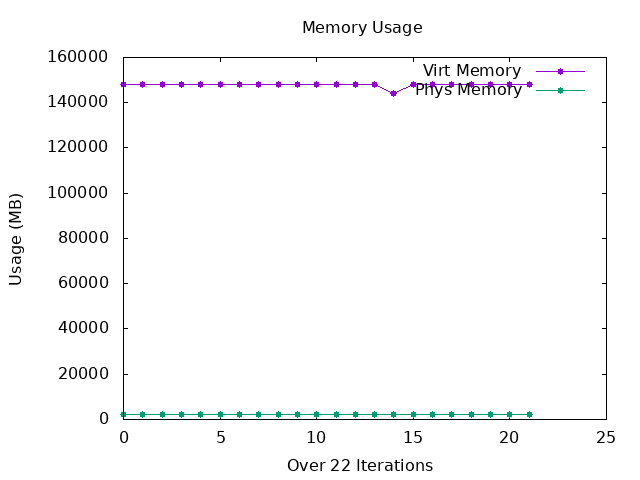 Memory Usage
160000
140000
120000
100000
80000
60000
40000
20000
0
Usage (MB)
Virt Memory
Phys Memory
0 5 10 15 20 25
Over 22 Iterations